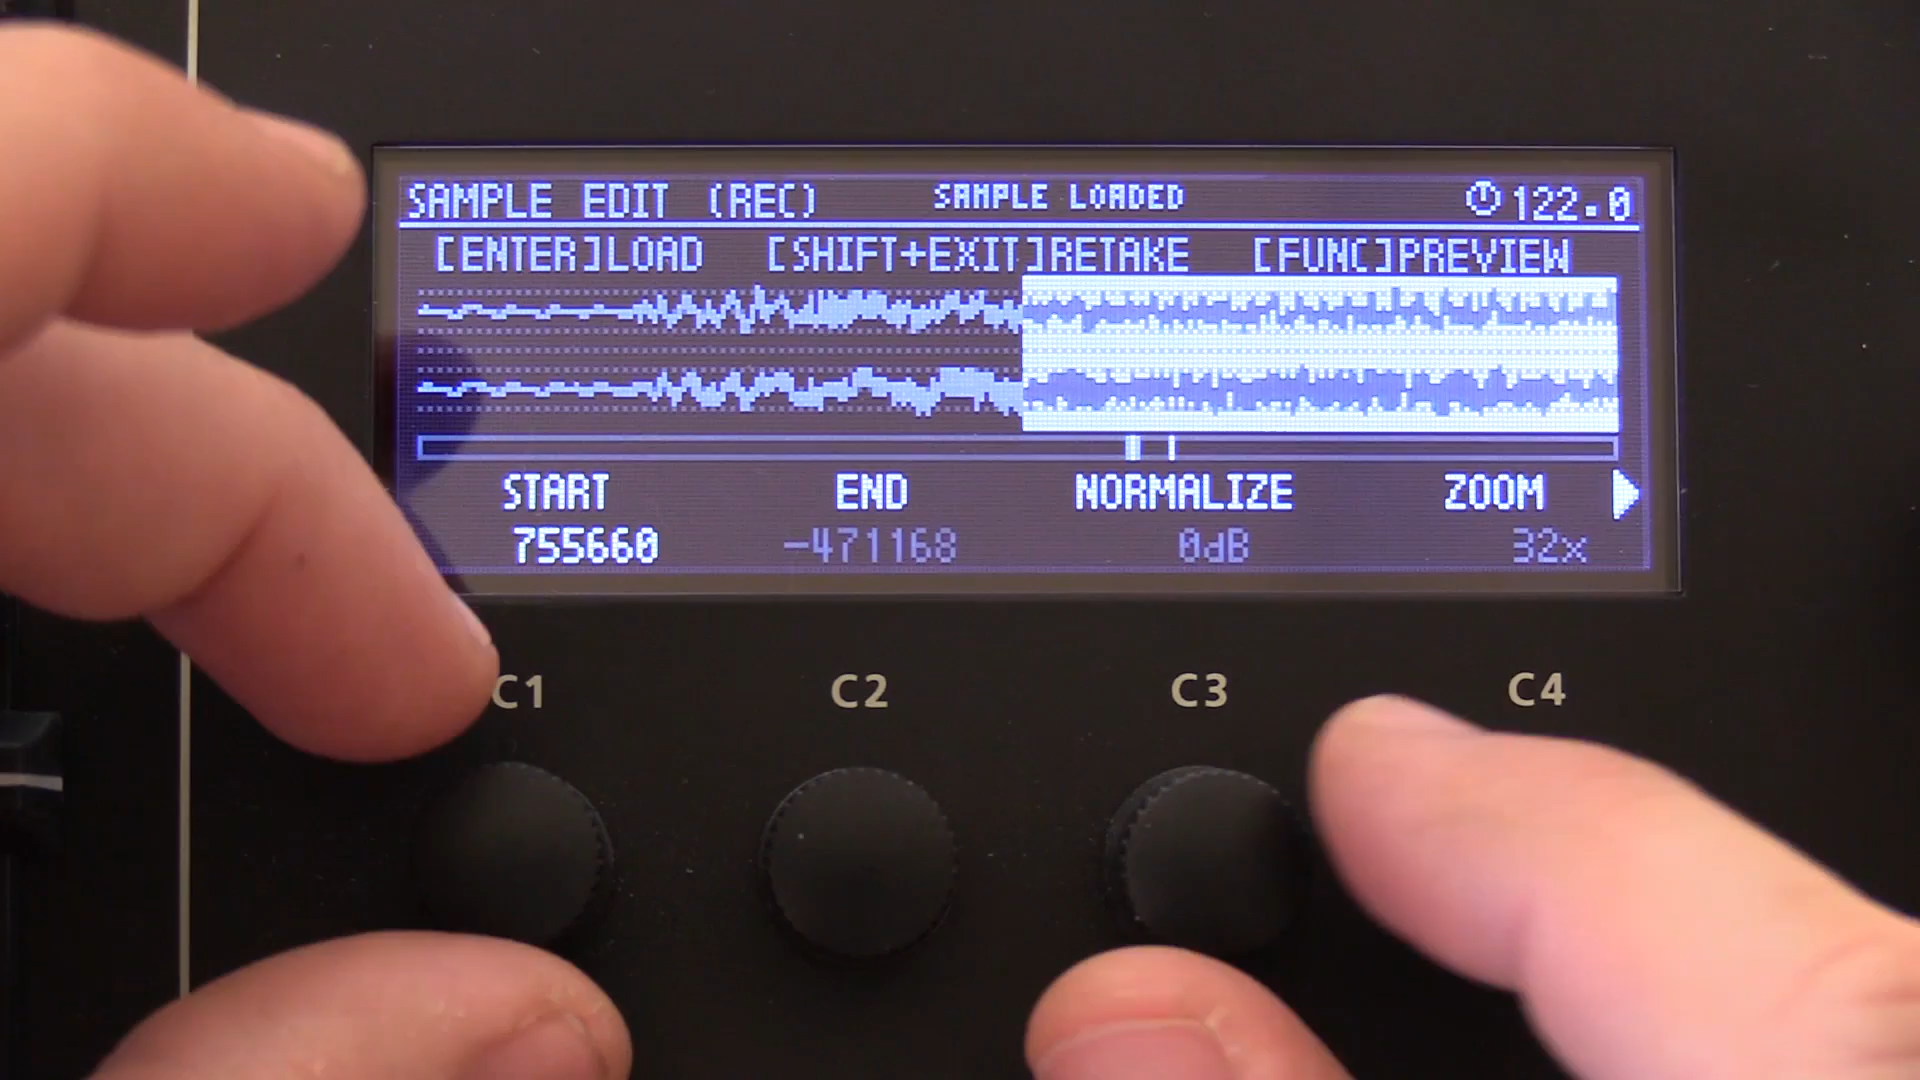 SAMPLE EDIT (REC) SAMPLE LOADED 122.0
[ENTER]LOAD [SHIFT+EXIT]RETAKE [FUNC]PREVIEW
START END NORMALIZE ZOOM
755660 -471168 0dB 32x
C1 C2 C3 C4